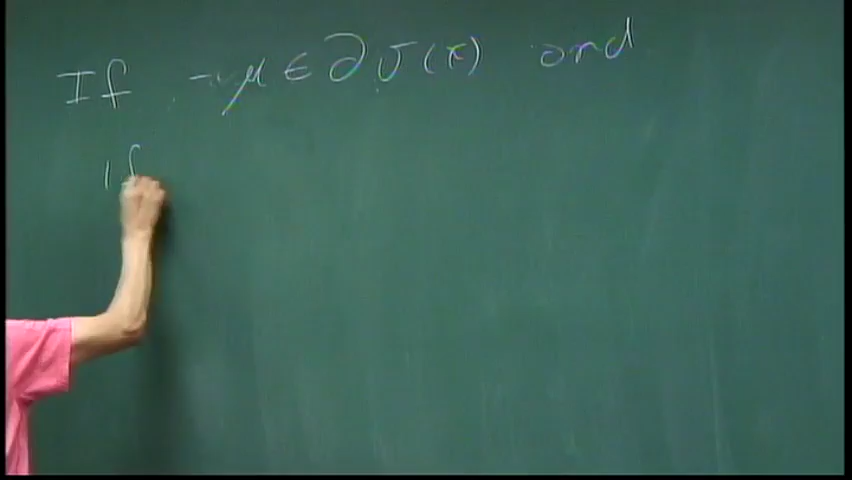 If -μ ∈ ∂v(x) and
if